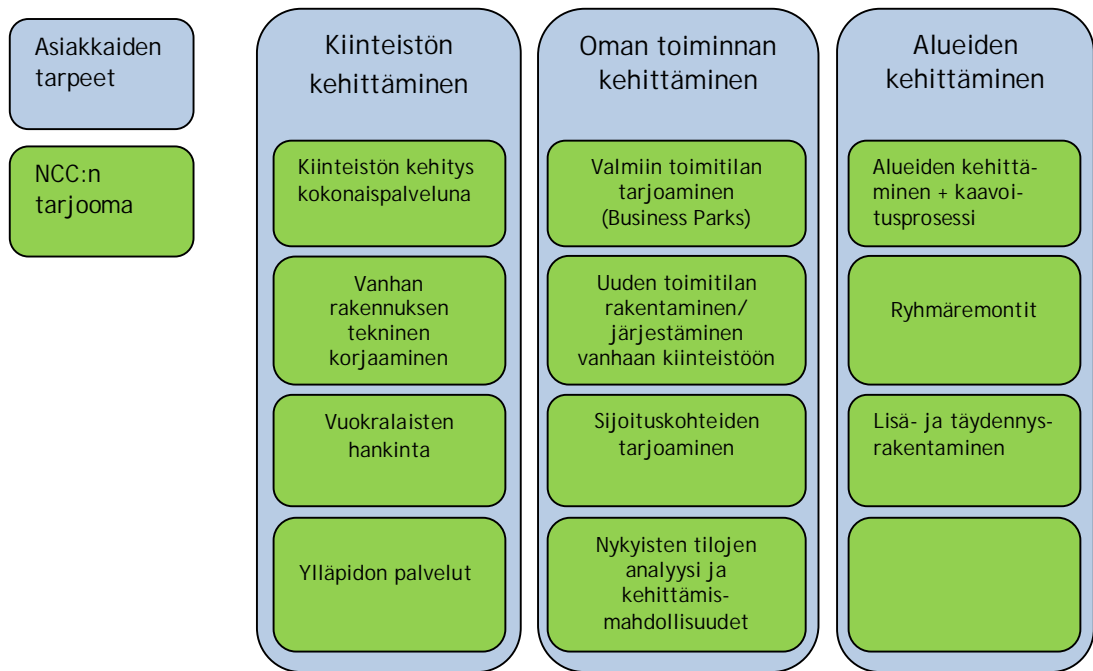 Asiakkaiden
tarpeet
NCC:n
tarjooma
Kiinteistön
kehittäminen
Kiinteistön kehitys
kokonaispalveluna
Vanhan
rakennuksen
tekninen
korjaaminen
Vuokralaisten
hankinta
Ylläpidon palvelut
Oman toiminnan
kehittäminen
Valmiin toimitilan
tarjoaminen
(Business Parks)
Uuden toimitilan
rakentaminen/
järjestäminen
vanhaan kiinteistöön
Sijoituskohteiden
tarjoaminen
Nykyisten tilojen
analyysi ja
kehittämis-
mahdollisuudet
Alueiden
kehittäminen
Alueiden kehittä-
minen + kaavoi-
tusprosessi
Ryhmäremontit
Lisä- ja täydennys-
rakentaminen